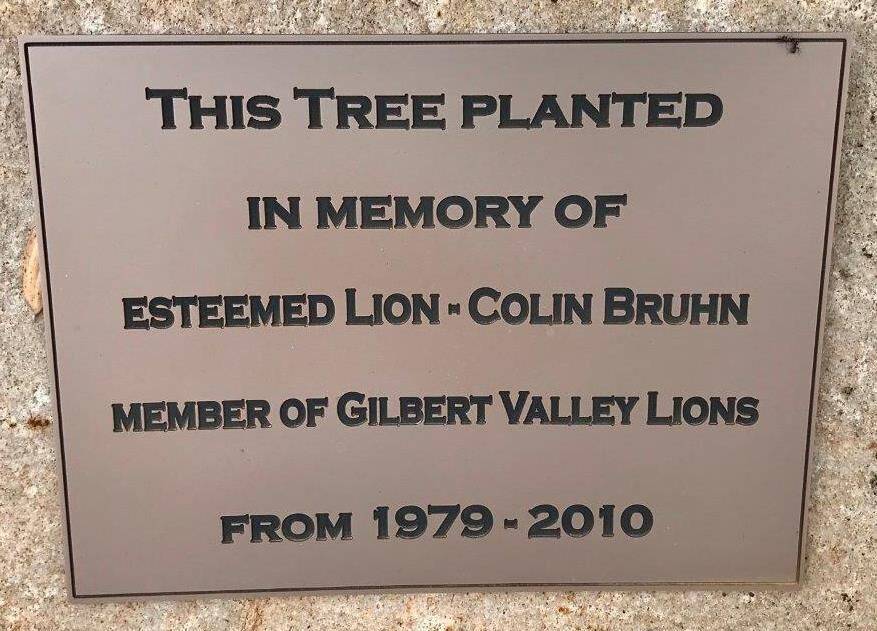 THIS TREE PLANTED
IN MEMORY OF
ESTEEMED LION - COLIN BRUHN
MEMBER OF GILBERT VALLEY LIONS
FROM 1979 - 2010